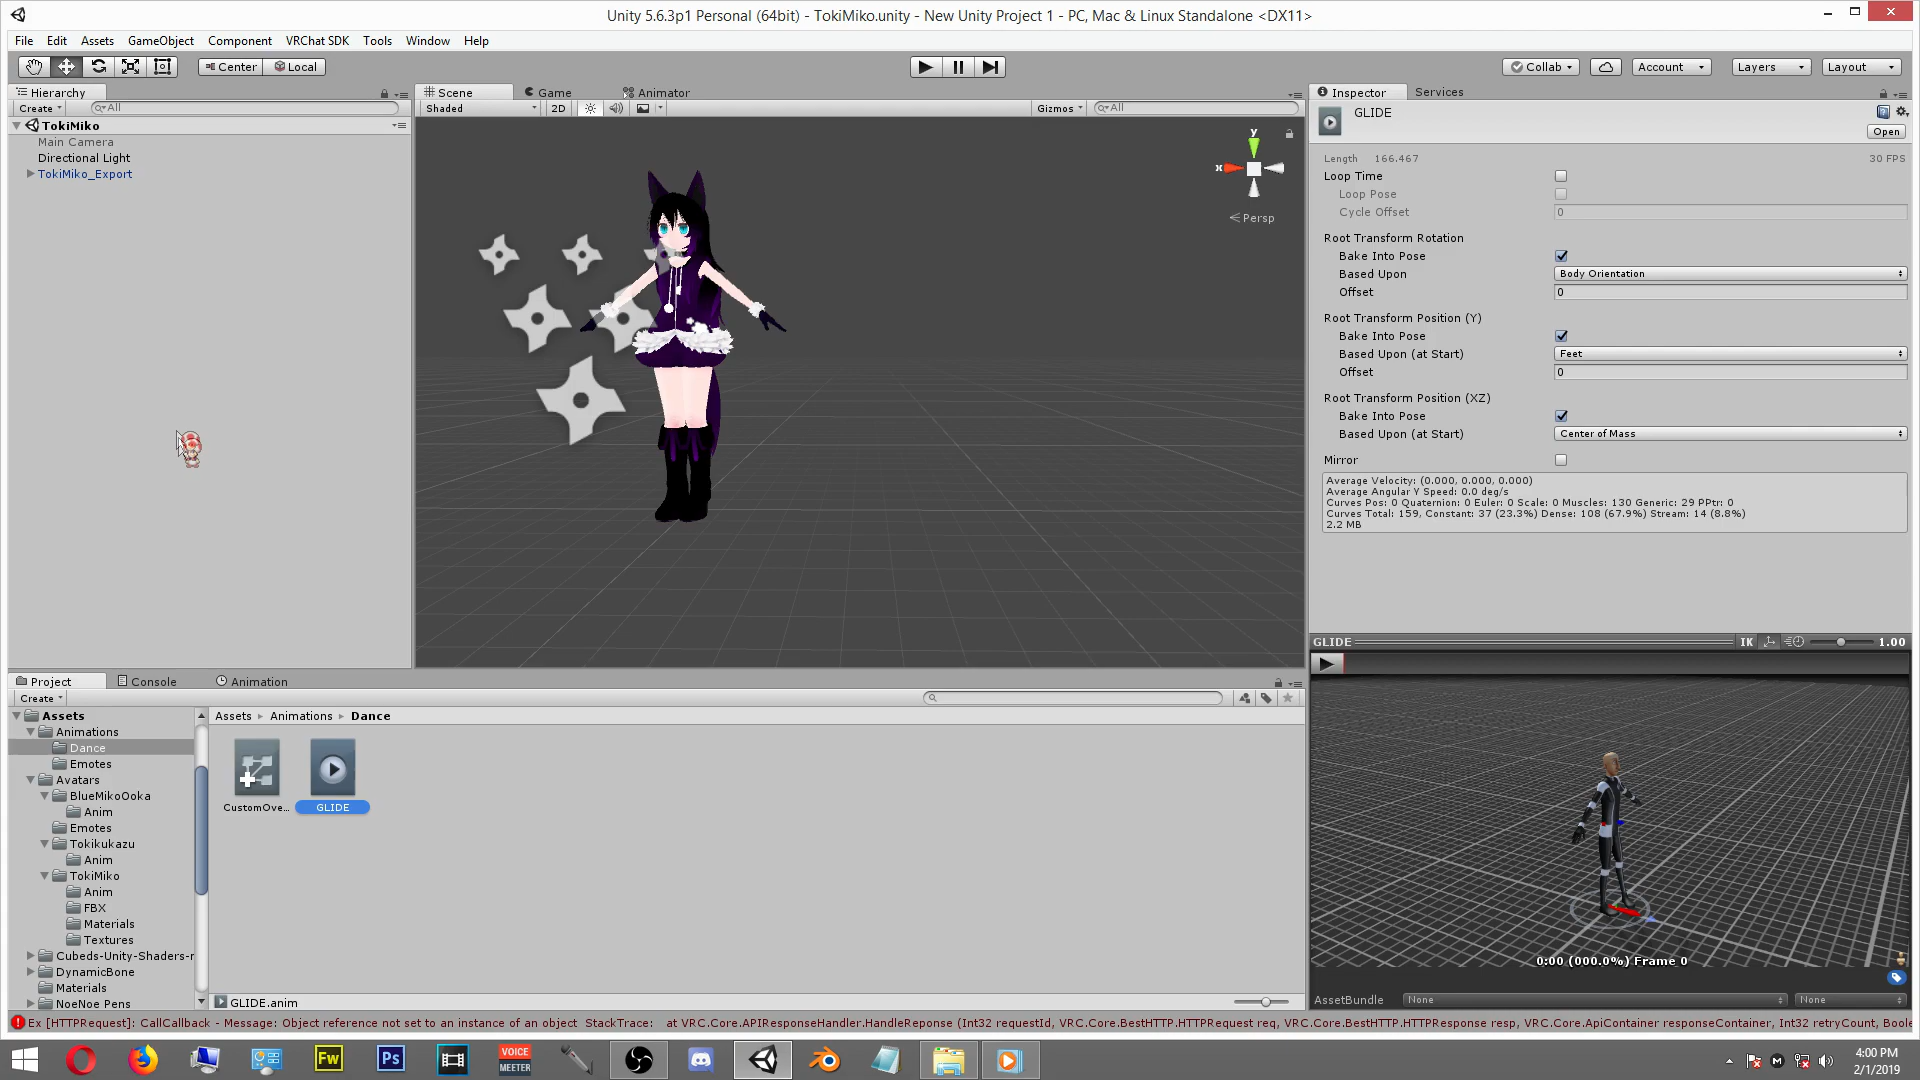 Unity 5.6.3p1 Personal (64bit) - TokiMiko.unity - New Unity Project 1 - PC, Mac & Linux Standalone <DX11>
File Edit Assets GameObject Component VRChat SDK Tools Window Help
Center Local Collab Account Layers Layout
Hierarchy
Create All
TokiMiko
Main Camera
Directional Light
TokiMiko_Export
Scene Game Animator
Shaded 2D Gizmos All
y
x
Persp
Inspector Services
GLIDE
Open
Length 166.467 30 FPS
Loop Time
Loop Pose
Cycle Offset 0
Root Transform Rotation
Bake Into Pose
Based Upon Body Orientation
Offset 0
Root Transform Position (Y)
Bake Into Pose
Based Upon (at Start) Feet
Offset 0
Root Transform Position (XZ)
Bake Into Pose
Based Upon (at Start) Center of Mass
Mirror
Average Velocity: (0.000, 0.000, 0.000)
Average Angular Y Speed: 0.0 deg/s
Curves Pos: 0 Quaternion: 0 Euler: 0 Scale: 0 Muscles: 130 Generic: 29 PPtr: 0
Curves Total: 159, Constant: 37 (23.3%) Dense: 108 (67.9%) Stream: 14 (8.8%)
2.2 MB
GLIDE IK 1.00
0:00 (000.0%) Frame 0
AssetBundle None None
Project Console Animation
Create
Assets
Animations
Dance
Emotes
Avatars
BlueMikoOoka
Anim
Emotes
Tokikukazu
Anim
TokiMiko
Anim
FBX
Materials
Textures
Cubeds-Unity-Shaders-r
DynamicBone
Materials
NoeNoe Pens
Assets Animations Dance
CustomOve... GLIDE
GLIDE.anim
Ex [HTTPRequest]: CallCallback - Message: Object reference not set to an instance of an object StackTrace: at VRC.Core.APIResponseHandler.HandleReponse (Int32 requestId, VRC.Core.BestHTTP.HTTPRequest req, VRC.Core.BestHTTP.HTTPResponse resp, VRC.Core.ApiContainer responseContainer, Int32 retryCount, Boole
Fw Ps VOICE
MEETER
4:00 PM
2/1/2019